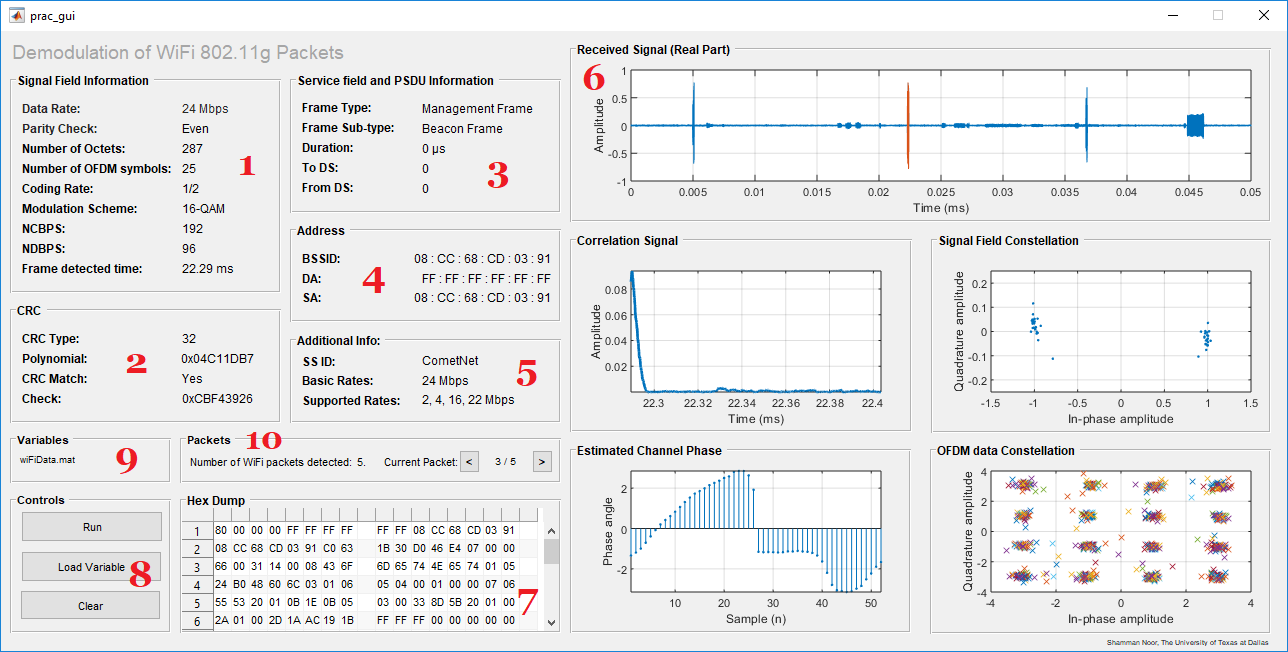 prac_gui
Demodulation of WiFi 802.11g Packets
Signal Field Information
Data Rate: 24 Mbps
Parity Check: Even
Number of Octets: 287
Number of OFDM symbols: 25
Coding Rate: 1/2
Modulation Scheme: 16-QAM
NCBPS: 192
NDBPS: 96
Frame detected time: 22.29 ms
1
CRC
CRC Type: 32
Polynomial: 0x04C11DB7
CRC Match: Yes
Check: 0xCBF43926
2
Service field and PSDU Information
Frame Type: Management Frame
Frame Sub-type: Beacon Frame
Duration: 0 µs
To DS: 0
From DS: 0
3
Address
BSSID: 08 : CC : 68 : CD : 03 : 91
DA: FF : FF : FF : FF : FF : FF
SA: 08 : CC : 68 : CD : 03 : 91
4
Additional Info:
SS ID: CometNet
Basic Rates: 24 Mbps
Supported Rates: 2, 4, 16, 22 Mbps
5
Variables
wiFiData.mat
9
Packets
10
Number of WiFi packets detected: 5. Current Packet: < 3 / 5 >
Controls
Run
Load Variable
Clear
8
Hex Dump
1 80 00 00 00 FF FF FF FF FF FF 08 CC 68 CD 03 91
2 08 CC 68 CD 03 91 C0 63 1B 30 D0 46 E4 07 00 00
3 66 00 31 14 00 08 43 6F 6D 65 74 4E 65 74 01 05
4 24 B0 48 60 6C 03 01 06 05 04 00 01 00 00 07 06
5 55 53 20 01 0B 1E 0B 05 03 00 33 8D 5B 20 01 00
6 2A 01 00 2D 1A AC 19 1B FF FF FF 00 00 00 00 00
7
Received Signal (Real Part)
6
Amplitude
1
0.5
0
-0.5
-1
0 0.005 0.01 0.015 0.02 0.025 0.03 0.035 0.04 0.045 0.05
Time (ms)
Correlation Signal
Amplitude
0.08
0.06
0.04
0.02
22.3 22.32 22.34 22.36 22.38 22.4
Time (ms)
Signal Field Constellation
Quadrature amplitude
0.2
0.1
0
-0.1
-0.2
-1.5 -1 -0.5 0 0.5 1 1.5
In-phase amplitude
Estimated Channel Phase
Phase angle
2
0
-2
10 20 30 40 50
Sample (n)
OFDM data Constellation
Quadrature amplitude
4
2
0
-2
-4
-4 -2 0 2 4
In-phase amplitude
Shamman Noor, The University of Texas at Dallas